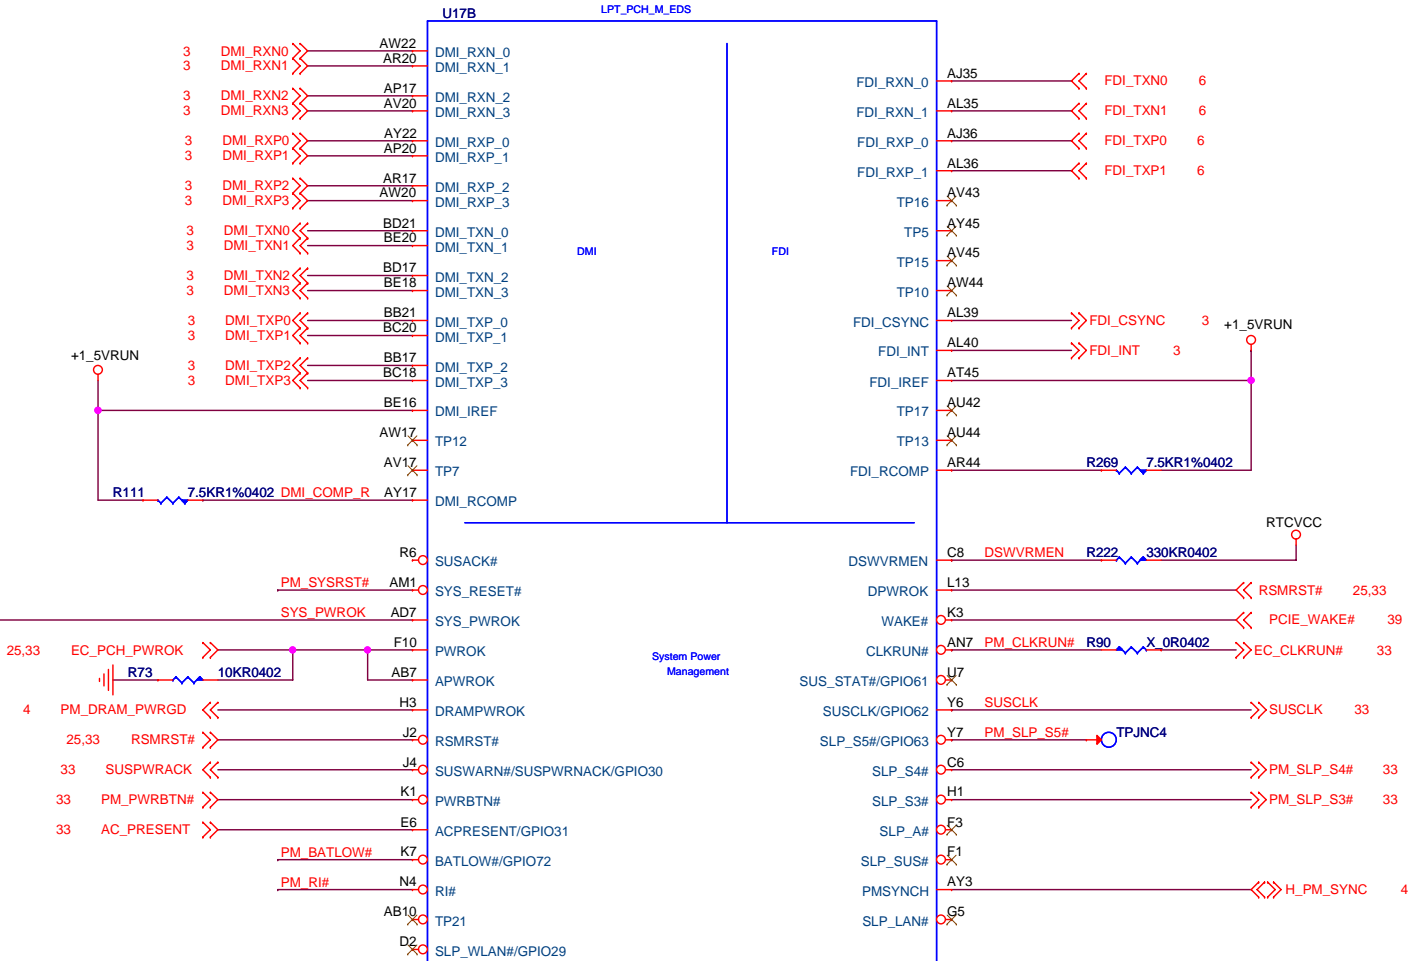 U17B
LPT_PCH_M_EDS
3 DMI_RXN0 AW22 DMI_RXN_0
3 DMI_RXN1 AR20 DMI_RXN_1
3 DMI_RXN2 AP17 DMI_RXN_2
3 DMI_RXN3 AV20 DMI_RXN_3
3 DMI_RXP0 AY22 DMI_RXP_0
3 DMI_RXP1 AP20 DMI_RXP_1
3 DMI_RXP2 AR17 DMI_RXP_2
3 DMI_RXP3 AW20 DMI_RXP_3
3 DMI_TXN0 BD21 DMI_TXN_0
3 DMI_TXN1 BE20 DMI_TXN_1
3 DMI_TXN2 BD17 DMI_TXN_2
3 DMI_TXN3 BE18 DMI_TXN_3
3 DMI_TXP0 BB21 DMI_TXP_0
3 DMI_TXP1 BC20 DMI_TXP_1
3 DMI_TXP2 BB17 DMI_TXP_2
3 DMI_TXP3 BC18 DMI_TXP_3
+1_5VRUN
BE16 DMI_IREF
AW17 TP12
AV17 TP7
R111 7.5KR1%0402 DMI_COMP_R AY17 DMI_RCOMP
DMI
FDI
FDI_RXN_0 AJ35 FDI_TXN0 6
FDI_RXN_1 AL35 FDI_TXN1 6
FDI_RXP_0 AJ36 FDI_TXP0 6
FDI_RXP_1 AL36 FDI_TXP1 6
TP16 AV43
TP5 AY45
TP15 AV45
TP10 AW44
FDI_CSYNC AL39 FDI_CSYNC 3
+1_5VRUN
FDI_INT AL40 FDI_INT 3
FDI_IREF AT45
TP17 AU42
TP13 AU44
FDI_RCOMP AR44 R269 7.5KR1%0402
R6 SUSACK#
PM_SYSRST# AM1 SYS_RESET#
SYS_PWROK AD7 SYS_PWROK
25,33 EC_PCH_PWROK F10 PWROK
R73 10KR0402 AB7 APWROK
4 PM_DRAM_PWRGD H3 DRAMPWROK
25,33 RSMRST# J2 RSMRST#
33 SUSPWRACK J4 SUSWARN#/SUSPWRNACK/GPIO30
33 PM_PWRBTN# K1 PWRBTN#
33 AC_PRESENT E6 ACPRESENT/GPIO31
PM_BATLOW# K7 BATLOW#/GPIO72
PM_RI# N4 RI#
AB10 TP21
D2 SLP_WLAN#/GPIO29
System Power
Management
RTCVCC
DSWVRMEN C8 DSWVRMEN R222 330KR0402
DPWROK L13 RSMRST# 25,33
WAKE# K3 PCIE_WAKE# 39
CLKRUN# AN7 PM_CLKRUN# R90 X_0R0402 EC_CLKRUN# 33
SUS_STAT#/GPIO61 U7
SUSCLK/GPIO62 Y6 SUSCLK SUSCLK 33
SLP_S5#/GPIO63 Y7 PM_SLP_S5# TPJNC4
SLP_S4# C6 PM_SLP_S4# 33
SLP_S3# H1 PM_SLP_S3# 33
SLP_A# F3
SLP_SUS# F1
PMSYNCH AY3 H_PM_SYNC 4
SLP_LAN# G5